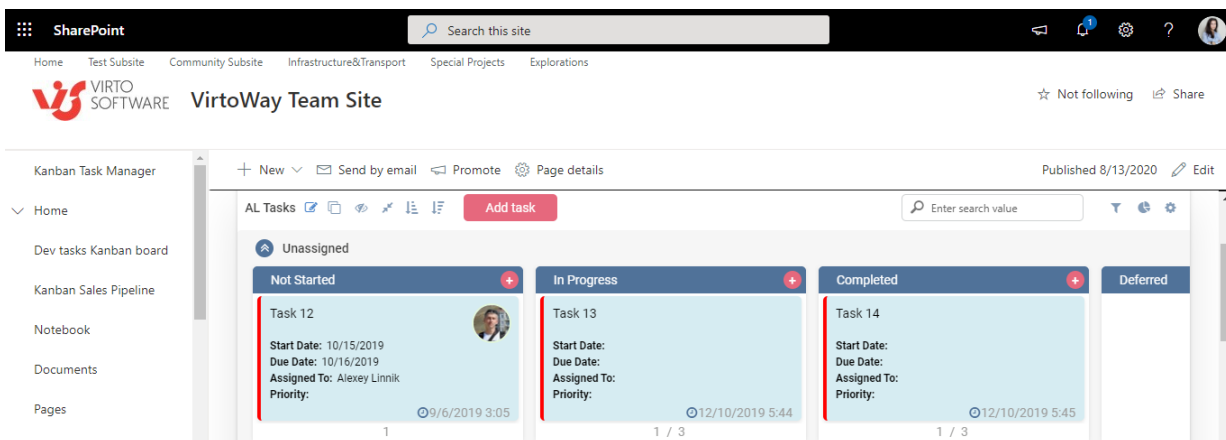 SharePoint
Search this site
1
?
Home Test Subsite Community Subsite Infrastructure&Transport Special Projects Explorations
VIRTO
SOFTWARE
VirtoWay Team Site
Not following Share
Kanban Task Manager
Home
Dev tasks Kanban board
Kanban Sales Pipeline
Notebook
Documents
Pages
New Send by email Promote Page details
Published 8/13/2020 Edit
AL Tasks Add task Enter search value
Unassigned
Not Started +
Task 12
Start Date: 10/15/2019
Due Date: 10/16/2019
Assigned To: Alexey Linnik
Priority:
9/6/2019 3:05
1
In Progress +
Task 13
Start Date:
Due Date:
Assigned To:
Priority:
12/10/2019 5:44
1 / 3
Completed +
Task 14
Start Date:
Due Date:
Assigned To:
Priority:
12/10/2019 5:45
1 / 3
Deferred